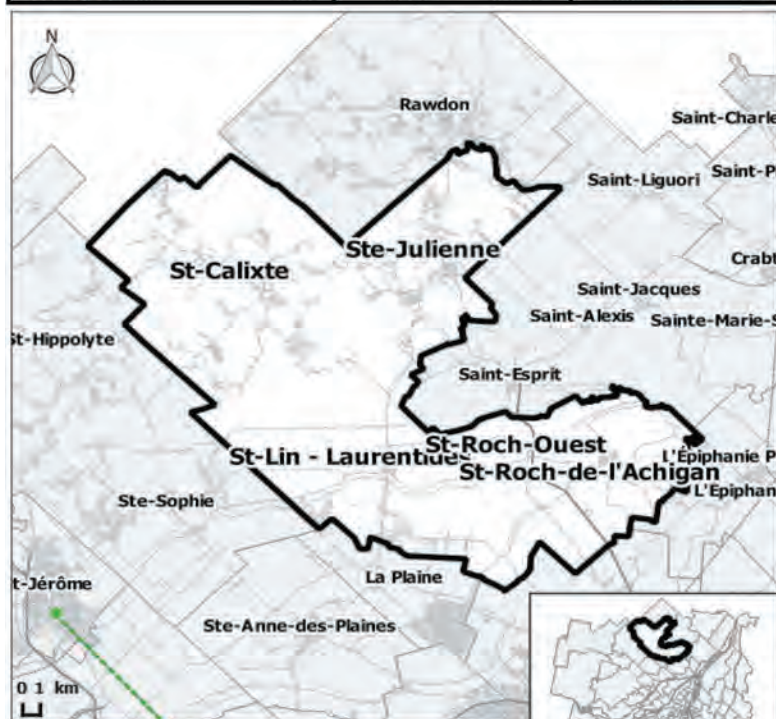 N
Rawdon
Saint-Charle
Saint-Liguori
Saint-P
Ste-Julienne
St-Calixte
Crabt
Saint-Jacques
Saint-Alexis
Sainte-Marie-S
St-Hippolyte
Saint-Esprit
St-Roch-Ouest
St-Lin - Laurentides
L'Épiphanie P
St-Roch-de-l'Achigan
L'Épiphan
Ste-Sophie
La Plaine
t-Jérôme
Ste-Anne-des-Plaines
0 1 km